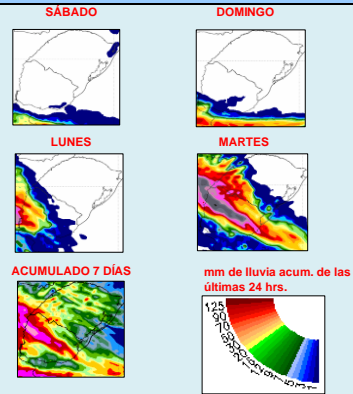 SÁBADO
DOMINGO
LUNES
MARTES
ACUMULADO 7 DÍAS
mm de lluvia acum. de las
últimas 24 hrs.
125
90
70